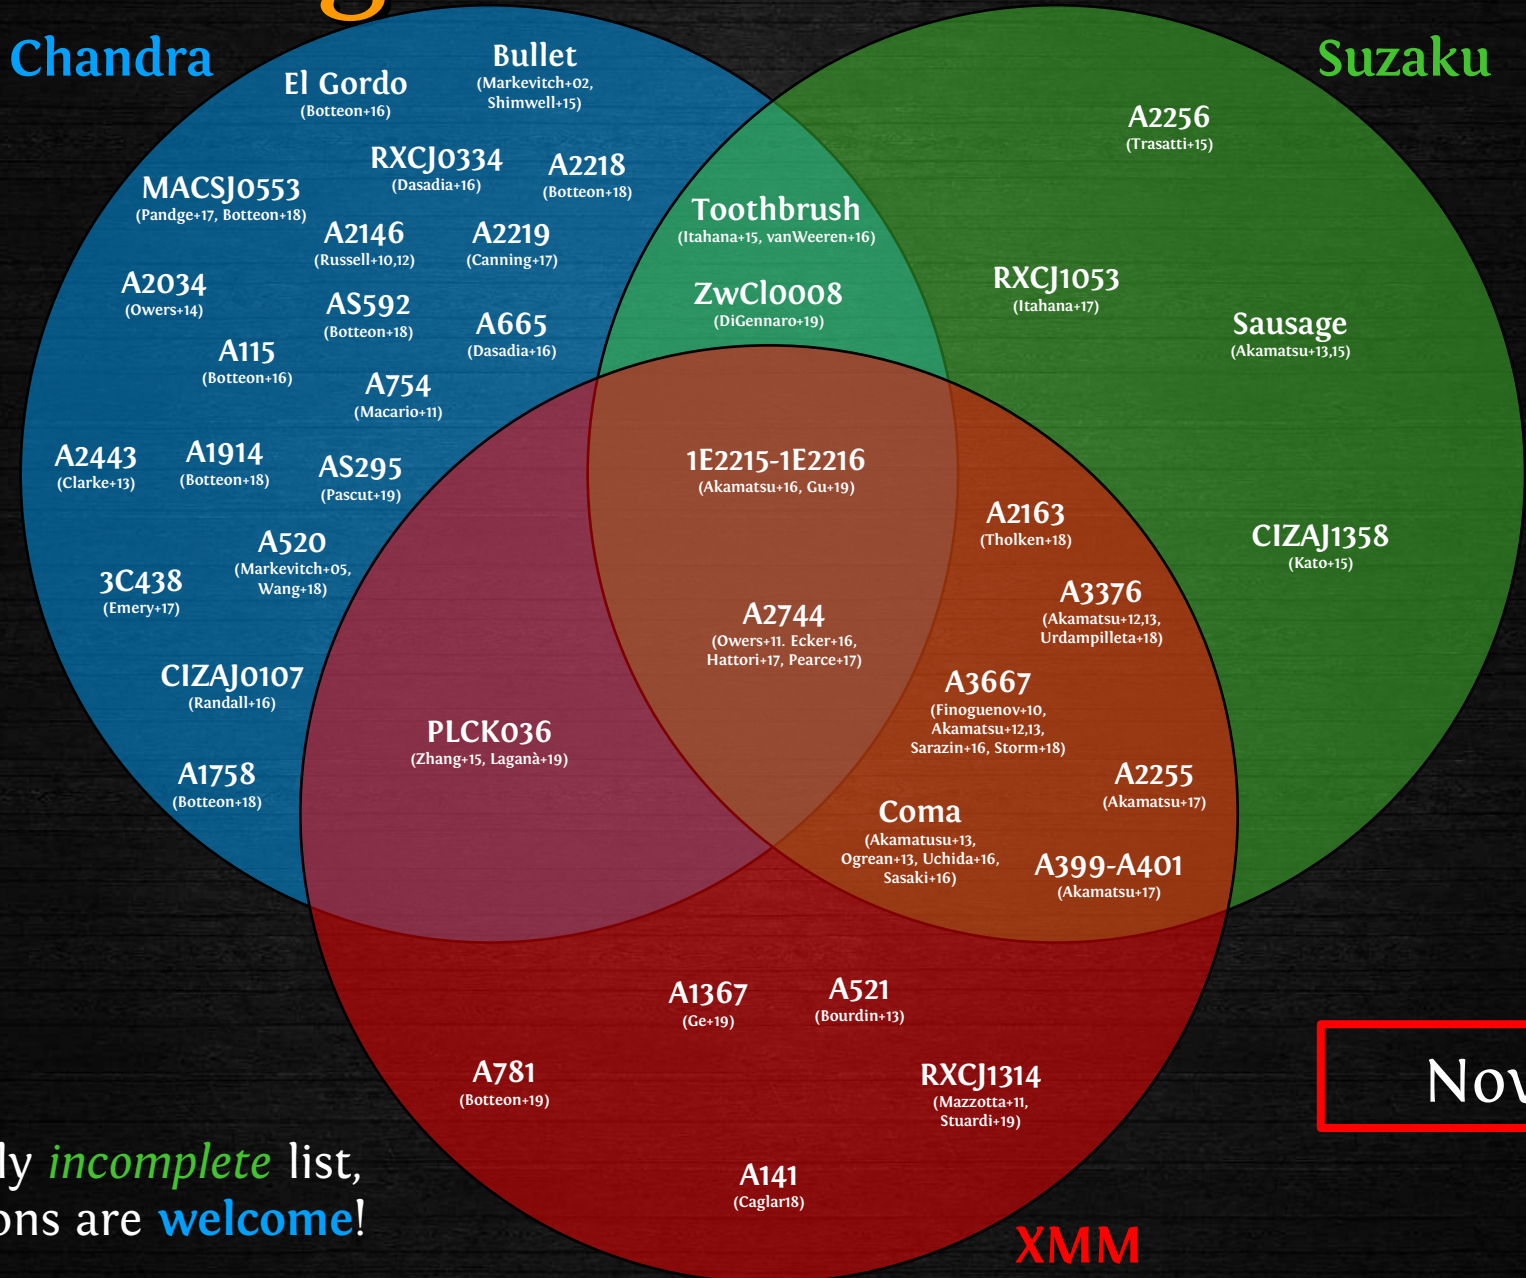 g
Chandra
Suzaku
El Gordo
(Botteon+16)
Bullet
(Markevitch+02,
Shimwell+15)
RXCJ0334
(Dasadia+16)
A2218
(Botteon+18)
MACSJ0553
(Pandge+17, Botteon+18)
A2146
(Russell+10,12)
A2219
(Canning+17)
A2034
(Owers+14)
AS592
(Botteon+18)
A665
(Dasadia+16)
A115
(Botteon+16)
A754
(Macario+11)
A2443
(Clarke+13)
A1914
(Botteon+18)
AS295
(Pascut+19)
A520
(Markevitch+05,
Wang+18)
3C438
(Emery+17)
CIZAJ0107
(Randall+16)
A1758
(Botteon+18)
Toothbrush
(Itahana+15, vanWeeren+16)
ZwCl0008
(DiGennaro+19)
A2256
(Trasatti+15)
RXCJ1053
(Itahana+17)
Sausage
(Akamatsu+13,15)
CIZAJ1358
(Kato+15)
1E2215-1E2216
(Akamatsu+16, Gu+19)
A2744
(Owers+11. Ecker+16,
Hattori+17, Pearce+17)
A2163
(Tholken+18)
A3376
(Akamatsu+12,13,
Urdampilleta+18)
A3667
(Finoguenov+10,
Akamatsu+12,13,
Sarazin+16, Storm+18)
A2255
(Akamatsu+17)
Coma
(Akamatusu+13,
Ogrean+13, Uchida+16,
Sasaki+16)
A399-A401
(Akamatsu+17)
PLCK036
(Zhang+15, Laganà+19)
A1367
(Ge+19)
A521
(Bourdin+13)
A781
(Botteon+19)
RXCJ1314
(Mazzotta+11,
Stuardi+19)
A141
(Caglar18)
XMM
ly incomplete list,
ons are welcome!